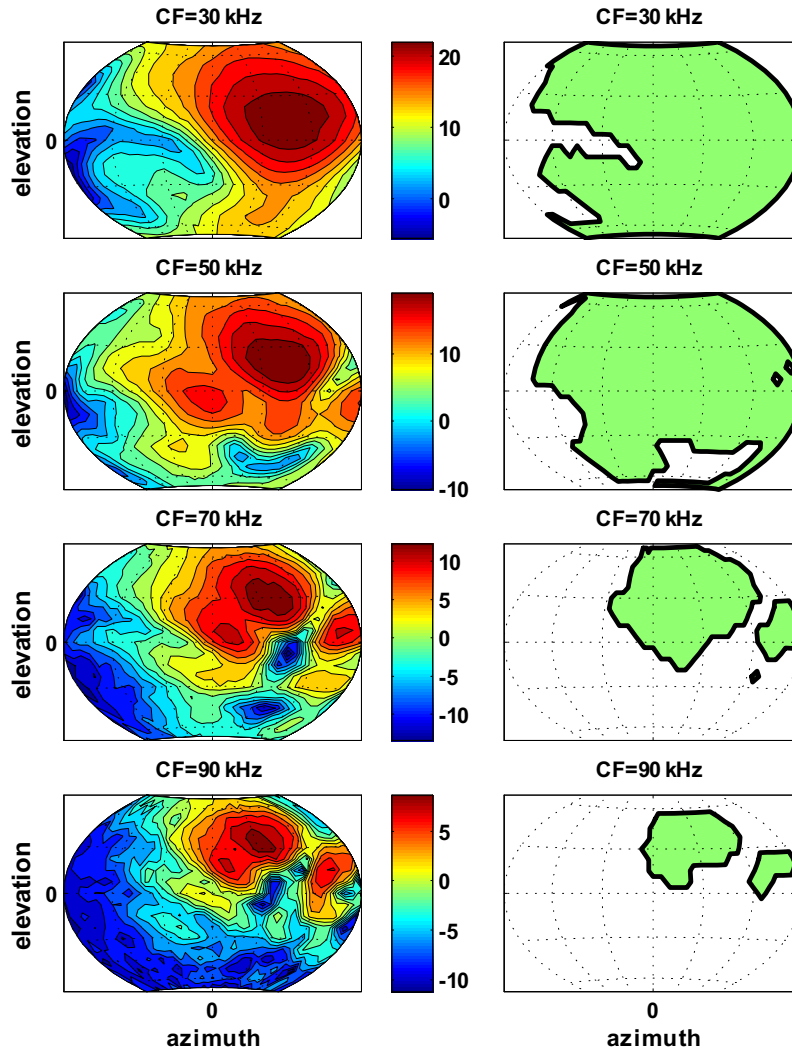 CF=30 kHz
CF=30 kHz
elevation
0
20
10
0
CF=50 kHz
CF=50 kHz
elevation
0
10
0
-10
CF=70 kHz
CF=70 kHz
elevation
0
10
5
0
-5
-10
CF=90 kHz
CF=90 kHz
elevation
0
5
0
-5
-10
0
0
azimuth
azimuth